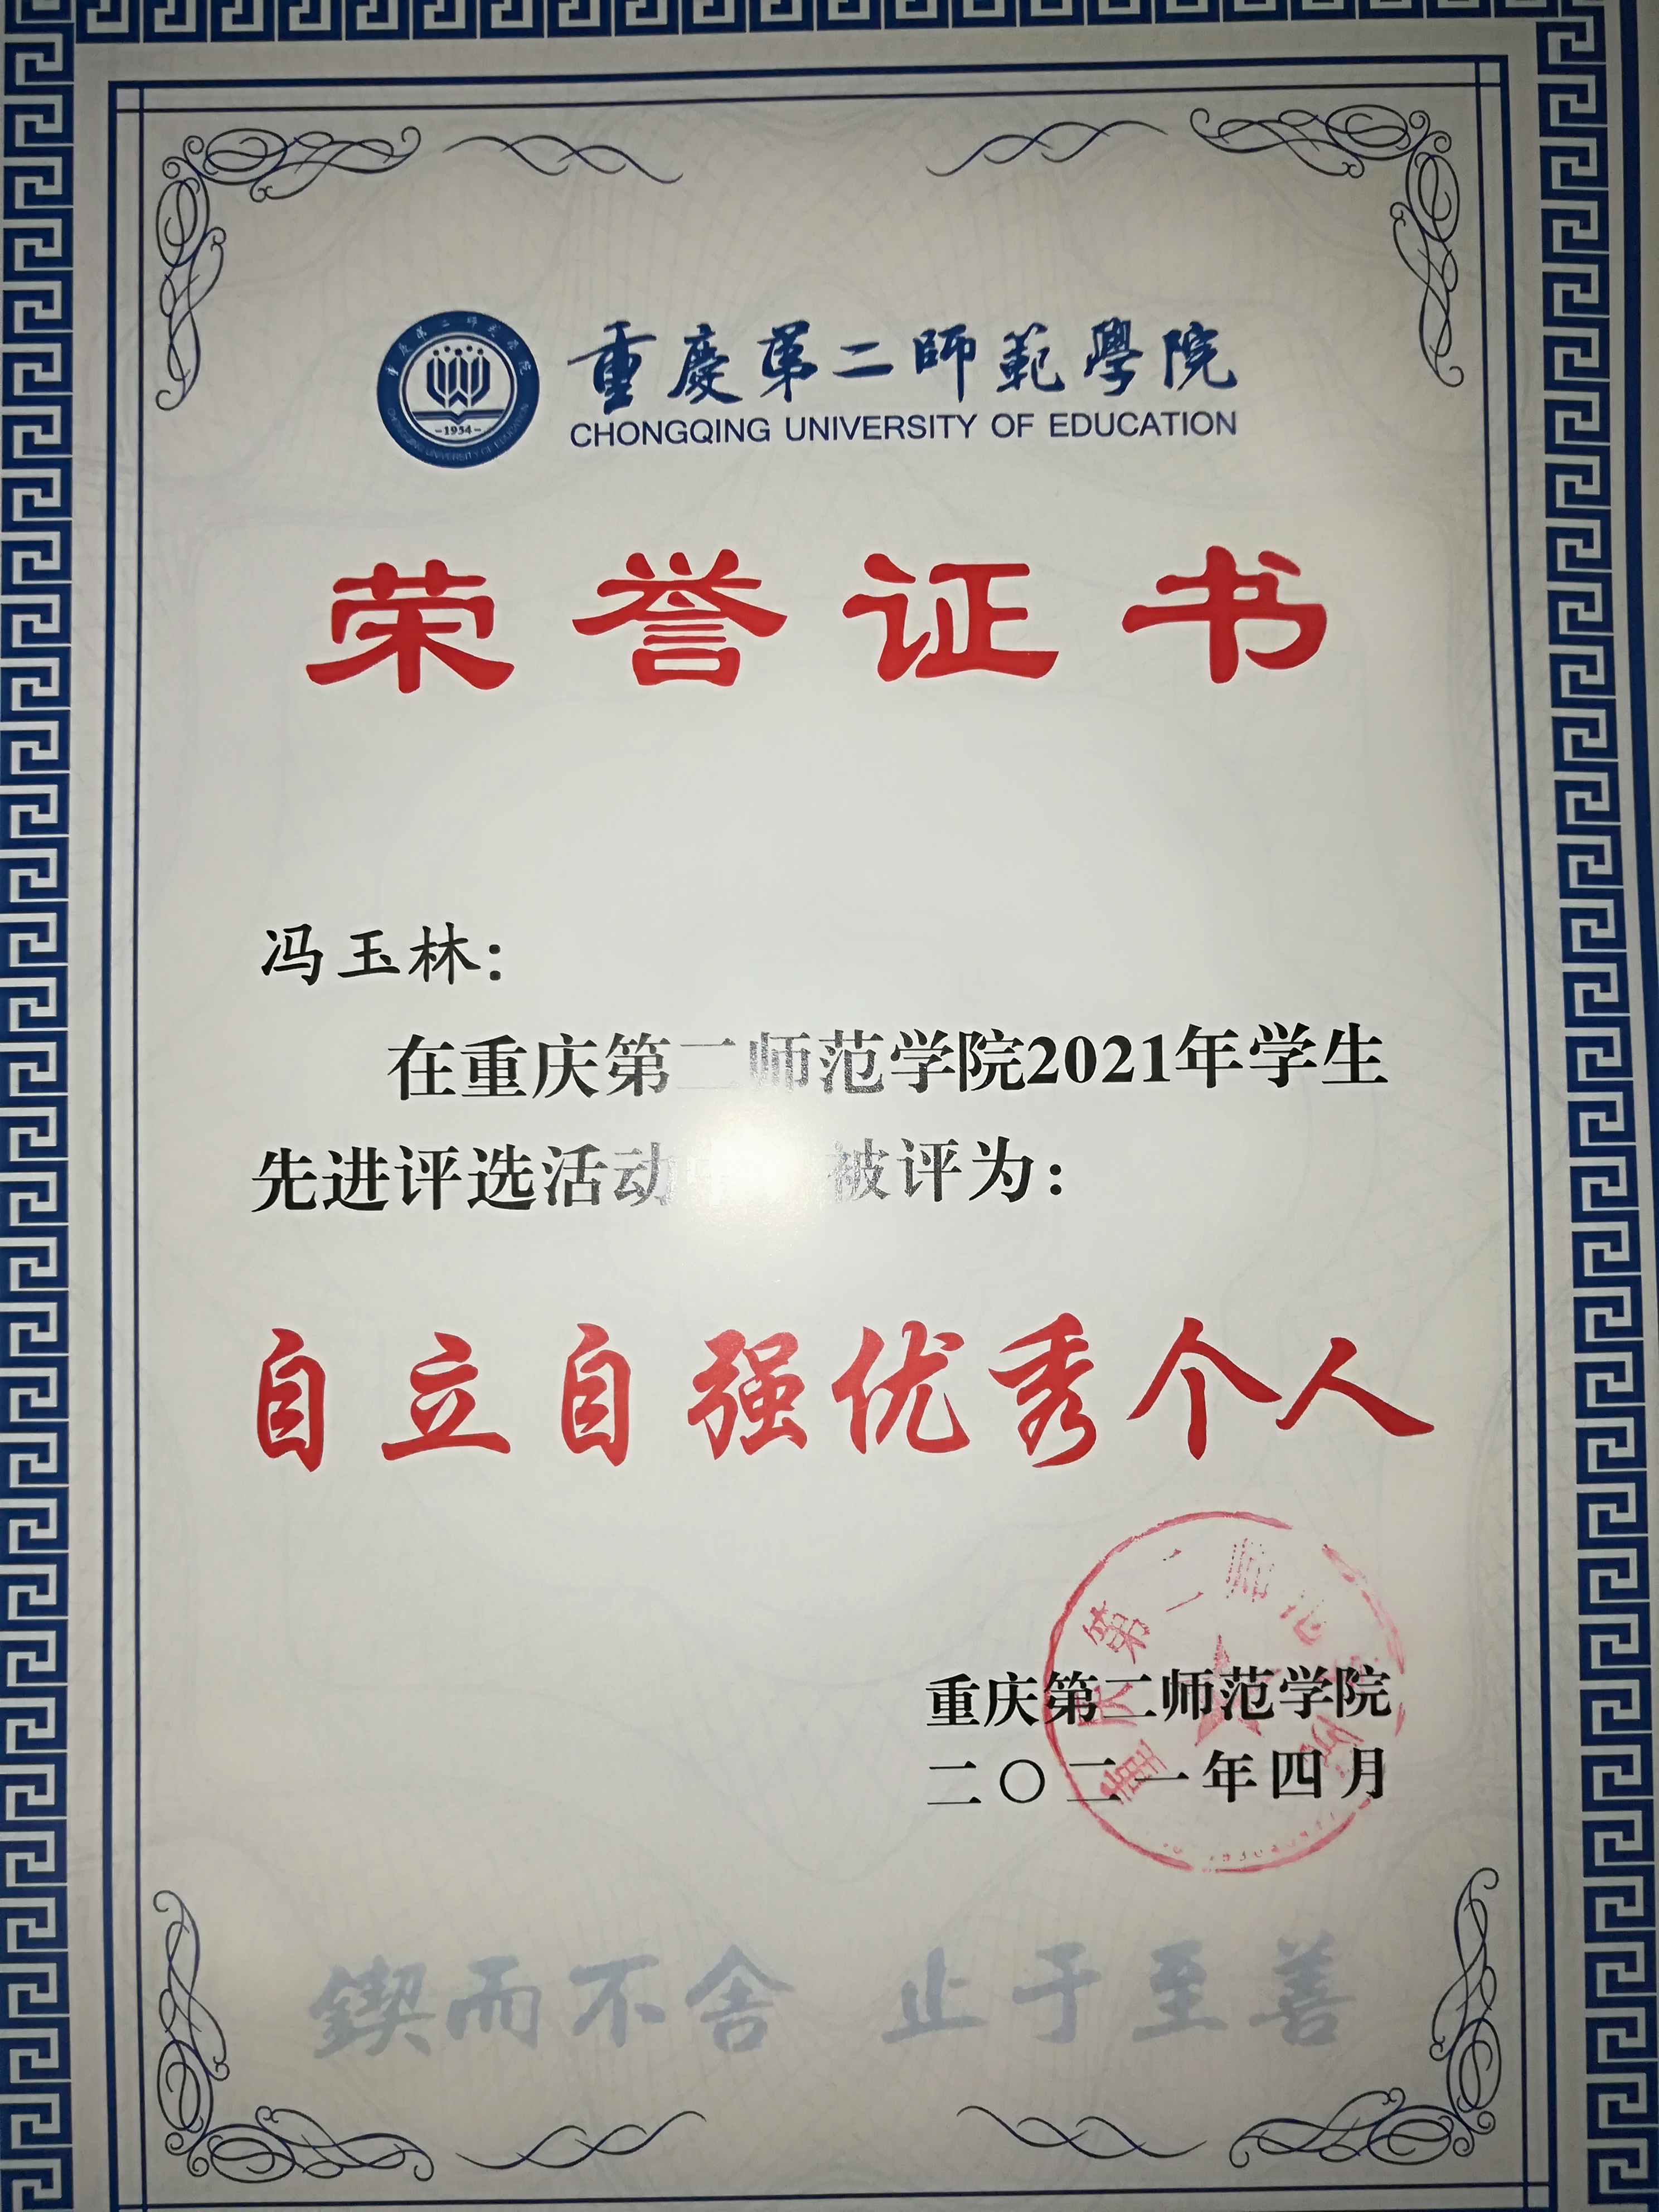 重慶第二師範學院
CHONGQING UNIVERSITY OF EDUCATION
-1954-
荣誉证书
冯玉林:
在重庆第二师范学院2021年学生
先进评选活动 被评为:
自立自强优秀个人
重庆第二师范学院
二〇二一年四月
鍥而不舍 止于至善